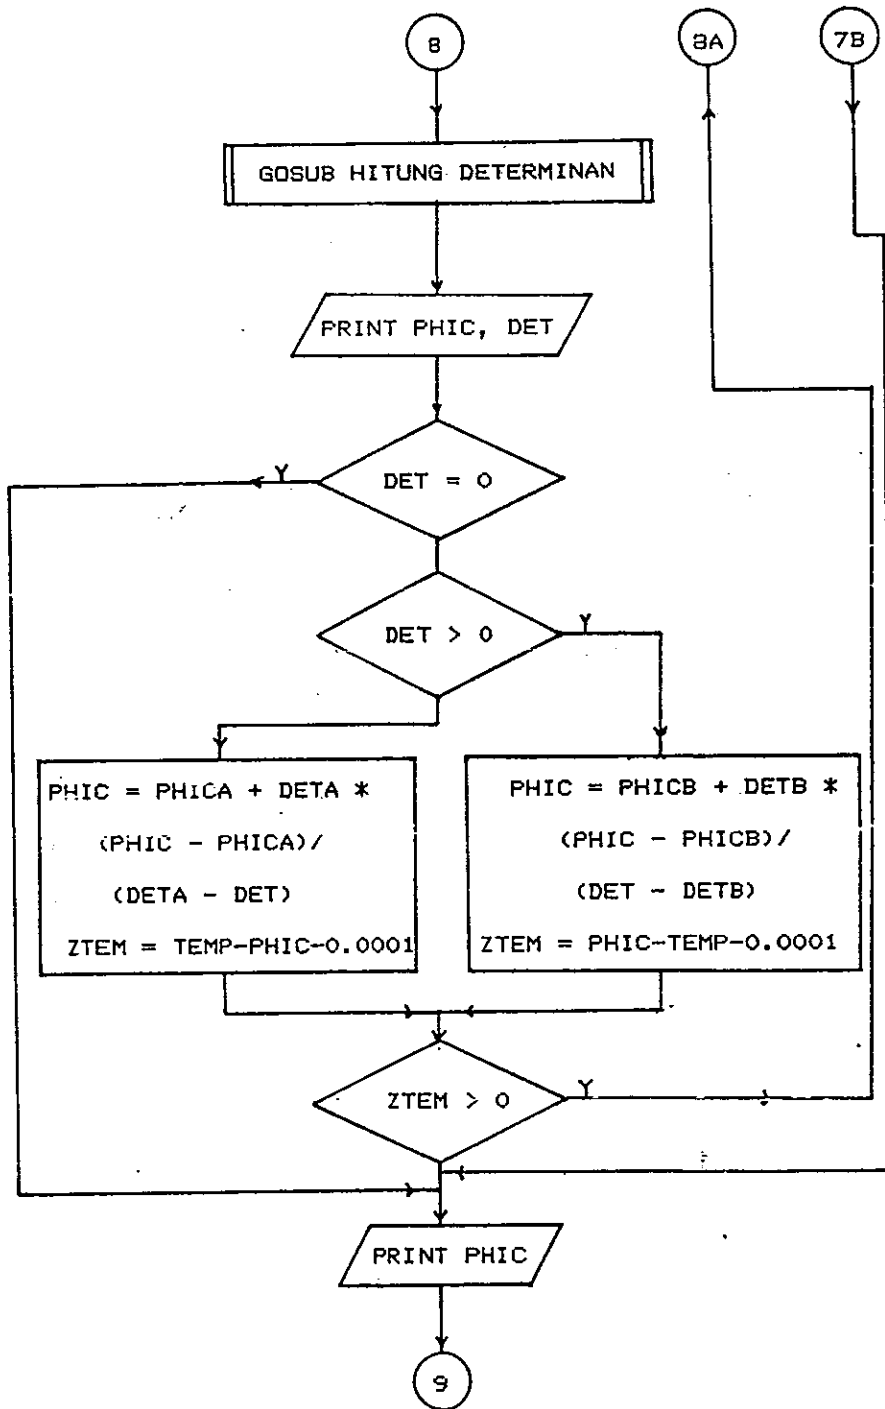 8
8A
7B
GOSUB HITUNG DETERMINAN
PRINT PHIC, DET
Y
DET = 0
DET > 0
Y
PHIC = PHICA + DETA *
(PHIC - PHICA)/
(DETA - DET)
ZTEM = TEMP-PHIC-0.0001
PHIC = PHICB + DETB *
(PHIC - PHICB)/
(DET - DETB)
ZTEM = PHIC-TEMP-0.0001
ZTEM > 0
Y
PRINT PHIC
9